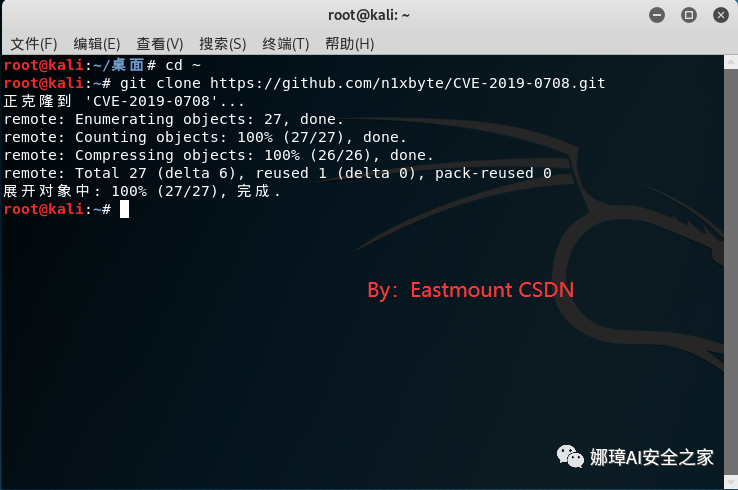 root@kali: ~
文件(F) 编辑(E) 查看(V) 搜索(S) 终端(T) 帮助(H)
root@kali:~/桌面# cd ~
root@kali:~# git clone https://github.com/n1xbyte/CVE-2019-0708.git
正克隆到 'CVE-2019-0708'...
remote: Enumerating objects: 27, done.
remote: Counting objects: 100% (27/27), done.
remote: Compressing objects: 100% (26/26), done.
remote: Total 27 (delta 6), reused 1 (delta 0), pack-reused 0
展开对象中: 100% (27/27), 完成.
root@kali:~#
By：Eastmount CSDN
娜璋AI安全之家